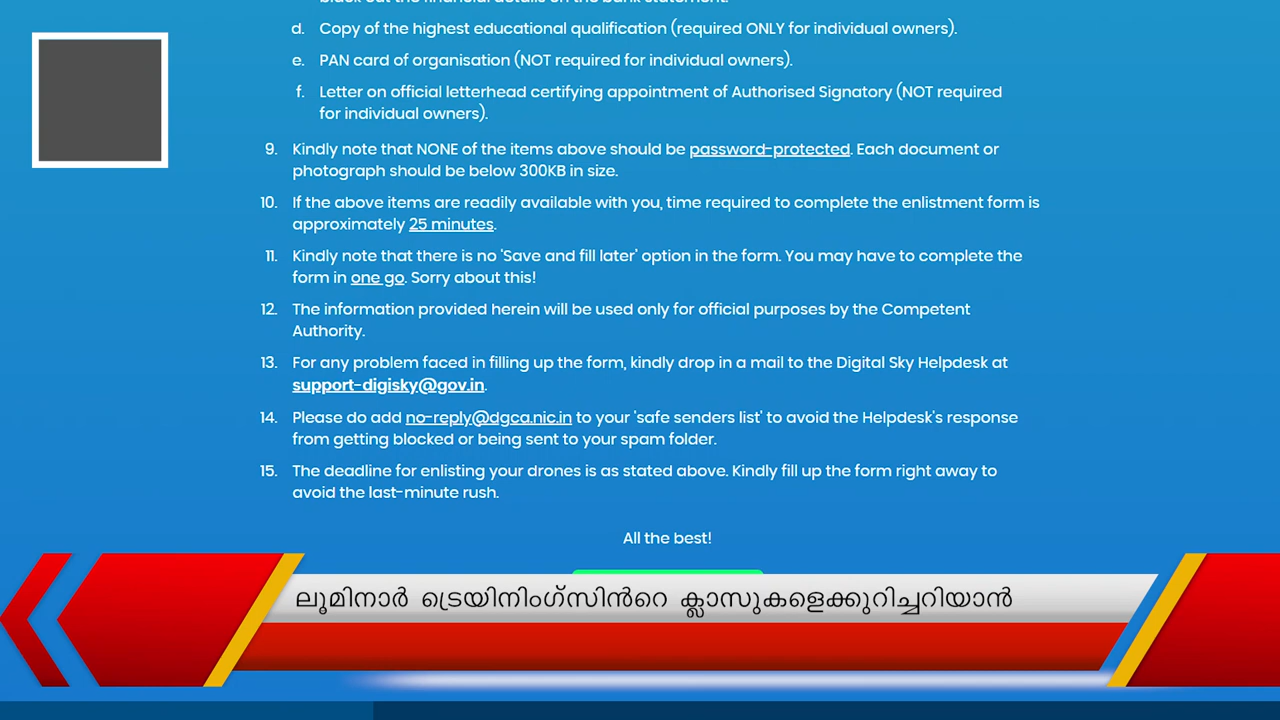 black out the financial details on the bank statement.
d. Copy of the highest educational qualification (required ONLY for individual owners).
e. PAN card of organisation (NOT required for individual owners).
f. Letter on official letterhead certifying appointment of Authorised Signatory (NOT required
for individual owners).
9. Kindly note that NONE of the items above should be password-protected. Each document or
photograph should be below 300KB in size.
10. If the above items are readily available with you, time required to complete the enlistment form is
approximately 25 minutes.
11. Kindly note that there is no 'Save and fill later' option in the form. You may have to complete the
form in one go. Sorry about this!
12. The information provided herein will be used only for official purposes by the Competent
Authority.
13. For any problem faced in filling up the form, kindly drop in a mail to the Digital Sky Helpdesk at
support-digisky@gov.in.
14. Please do add no-reply@dgca.nic.in to your 'safe senders list' to avoid the Helpdesk's response
from getting blocked or being sent to your spam folder.
15. The deadline for enlisting your drones is as stated above. Kindly fill up the form right away to
avoid the last-minute rush.
All the best!
ലൂമിനാർ ട്രെയിനിംഗ്സിൻറെ ക്ലാസുകളെക്കുറിച്ചറിയാൻ